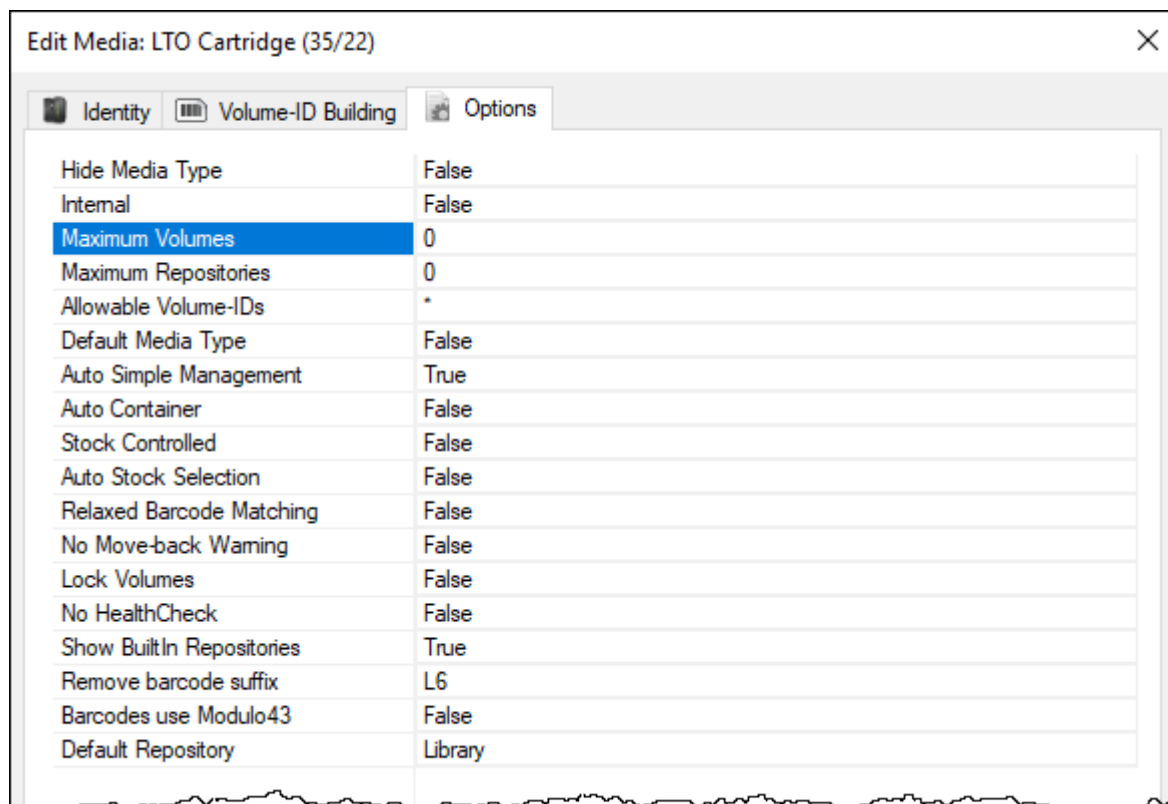 Edit Media: LTO Cartridge (35/22)
Identity Volume-ID Building Options
Hide Media Type False
Internal False
Maximum Volumes 0
Maximum Repositories 0
Allowable Volume-IDs *
Default Media Type False
Auto Simple Management True
Auto Container False
Stock Controlled False
Auto Stock Selection False
Relaxed Barcode Matching False
No Move-back Warning False
Lock Volumes False
No HealthCheck False
Show BuiltIn Repositories True
Remove barcode suffix L6
Barcodes use Modulo43 False
Default Repository Library